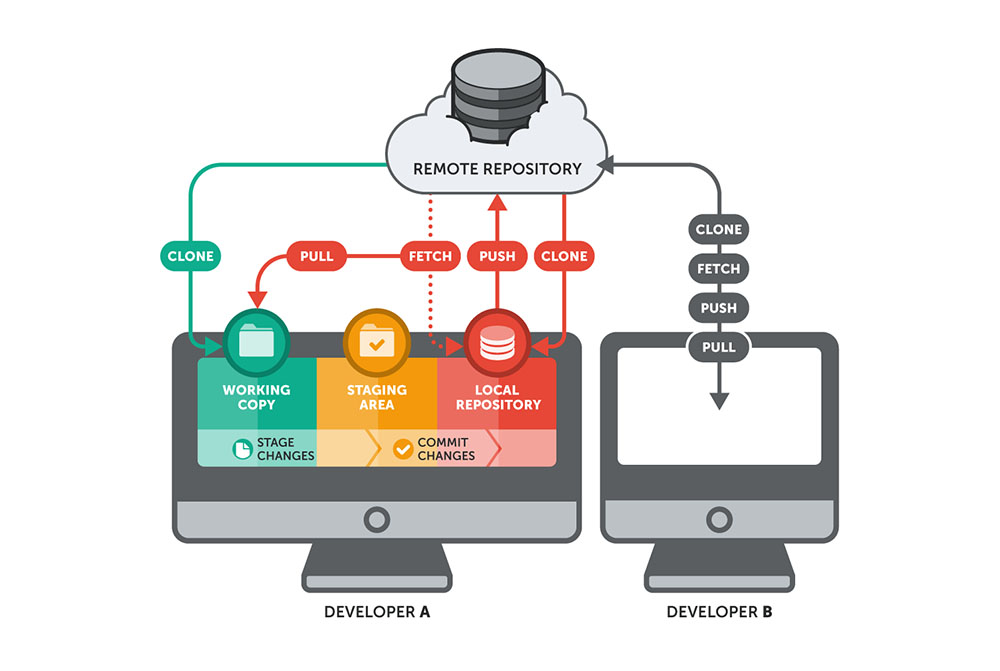 REMOTE REPOSITORY
CLONE
PULL
FETCH
PUSH
CLONE
CLONE
FETCH
PUSH
PULL
WORKING
COPY
STAGING
AREA
LOCAL
REPOSITORY
STAGE
CHANGES
COMMIT
CHANGES
DEVELOPER A
DEVELOPER B